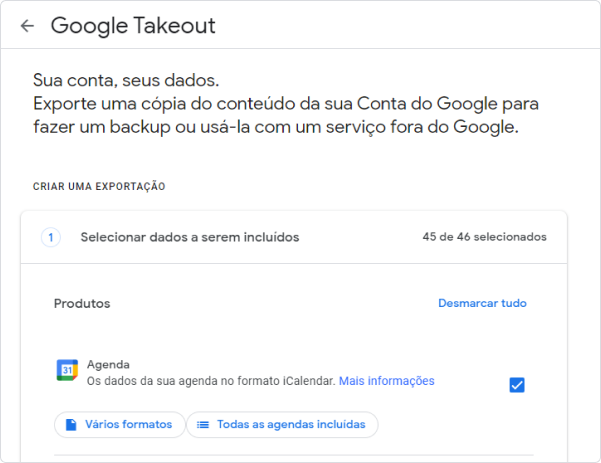 Google Takeout
Sua conta, seus dados.
Exporte uma cópia do conteúdo da sua Conta do Google para
fazer um backup ou usá-la com um serviço fora do Google.
CRIAR UMA EXPORTAÇÃO
1 Selecionar dados a serem incluídos 45 de 46 selecionados
Produtos Desmarcar tudo
31
Agenda
Os dados da sua agenda no formato iCalendar. Mais informações
Vários formatos Todas as agendas incluídas